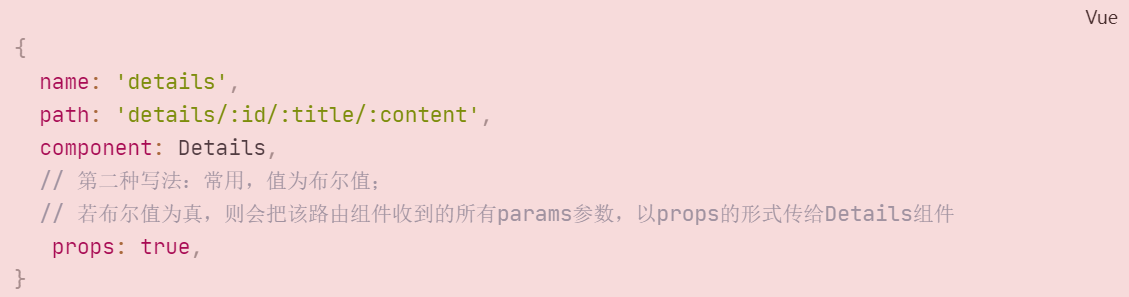 Vue
{
  name: 'details',
  path: 'details/:id/:title/:content',
  component: Details,
  // 第二种写法：常用，值为布尔值；
  // 若布尔值为真，则会把该路由组件收到的所有params参数，以props的形式传给Details组件
   props: true,
}